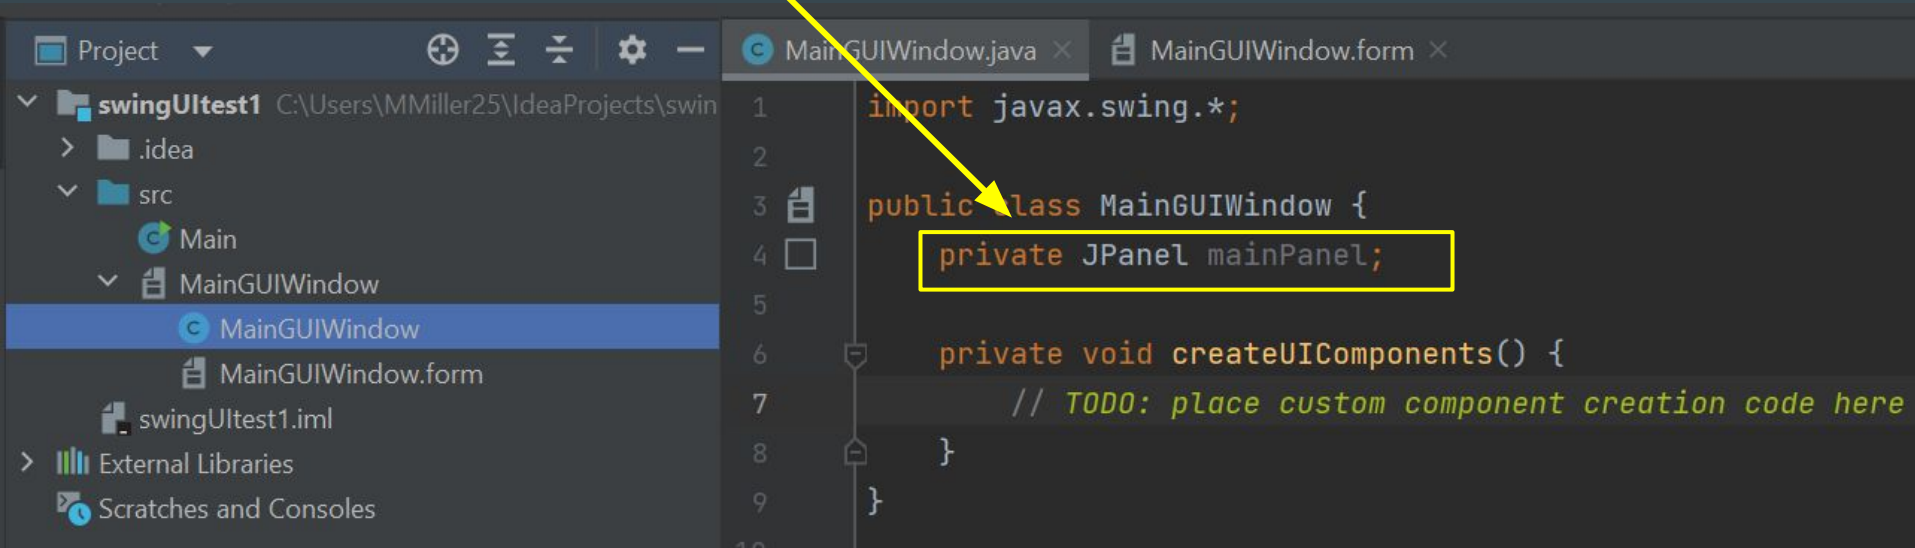 Project
MainGUIWindow.java
MainGUIWindow.form
swingUItest1 C:\Users\MMiller25\IdeaProjects\swin
.idea
src
Main
MainGUIWindow
MainGUIWindow
MainGUIWindow.form
swingUItest1.iml
External Libraries
Scratches and Consoles
1 import javax.swing.*;
2
3 public class MainGUIWindow {
4 private JPanel mainPanel;
5
6 private void createUIComponents() {
7 // TODO: place custom component creation code here
8 }
9 }
10